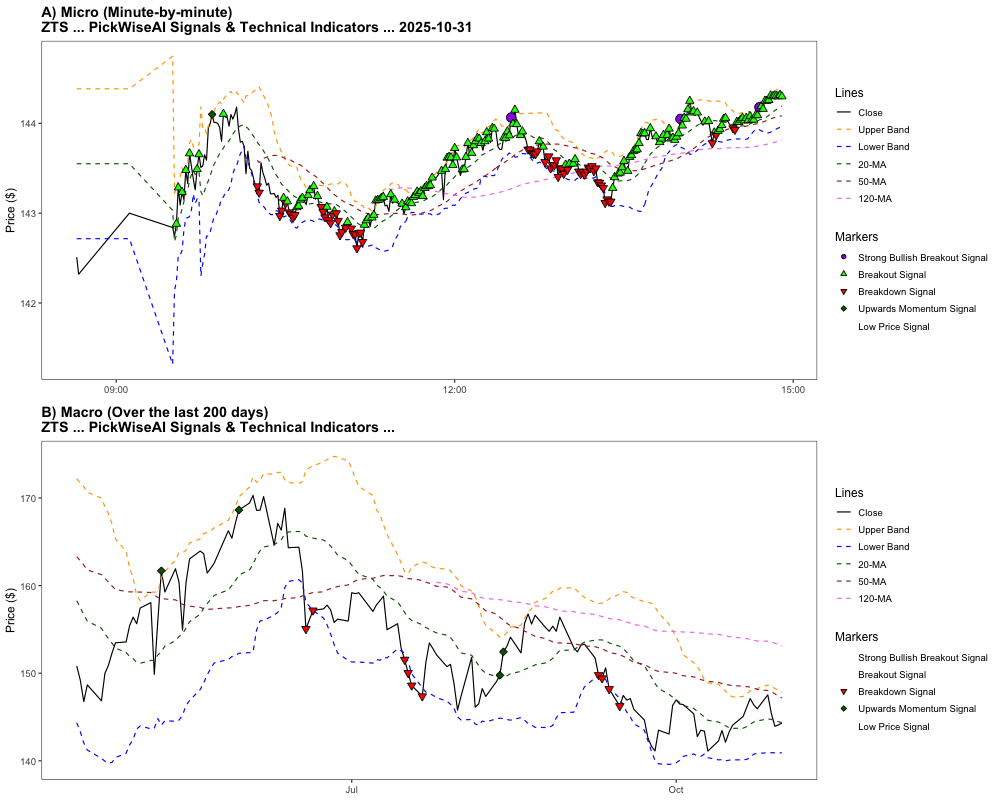 A) Micro (Minute-by-minute)
ZTS ... PickWiseAI Signals & Technical Indicators ... 2025-10-31
Price ($)
144
143
142
09:00
12:00
15:00
Lines
Close
Upper Band
Lower Band
20-MA
50-MA
120-MA
Markers
Strong Bullish Breakout Signal
Breakout Signal
Breakdown Signal
Upwards Momentum Signal
Low Price Signal
B) Macro (Over the last 200 days)
ZTS ... PickWiseAI Signals & Technical Indicators ...
Price ($)
170
160
150
140
Jul
Oct
Lines
Close
Upper Band
Lower Band
20-MA
50-MA
120-MA
Markers
Strong Bullish Breakout Signal
Breakout Signal
Breakdown Signal
Upwards Momentum Signal
Low Price Signal